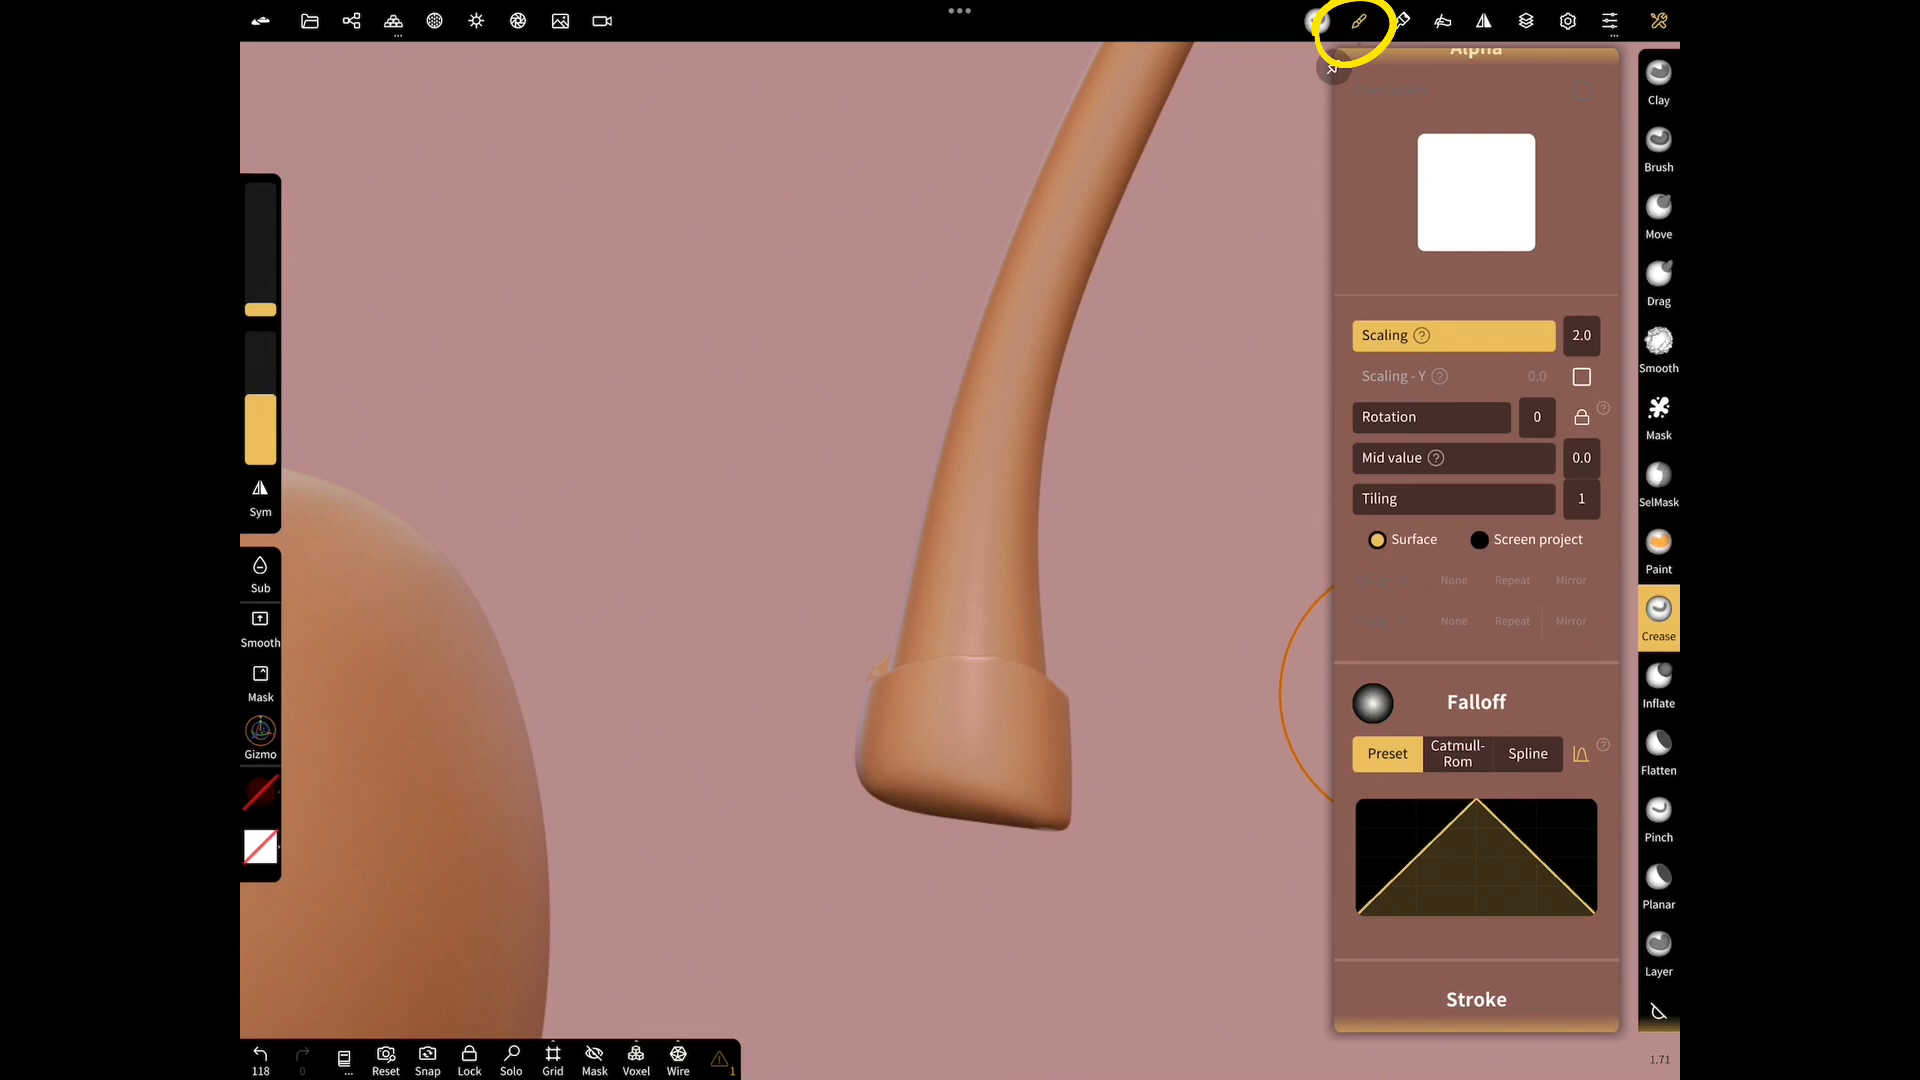 Alpha
Scaling ? 2.0
Scaling - Y ? 0.0
Rotation 0 ?
Mid value ? 0.0
Tiling 1
Surface Screen project
None Repeat Mirror
None Repeat Mirror
Falloff
Preset Catmull-Rom Spline ?
Stroke
Clay
Brush
Move
Drag
Smooth
Mask
SelMask
Paint
Crease
Inflate
Flatten
Pinch
Planar
Layer
1.71
Sym
Sub
Smooth
Mask
Gizmo
118 0 ... Reset Snap Lock Solo Grid Mask Voxel Wire 1